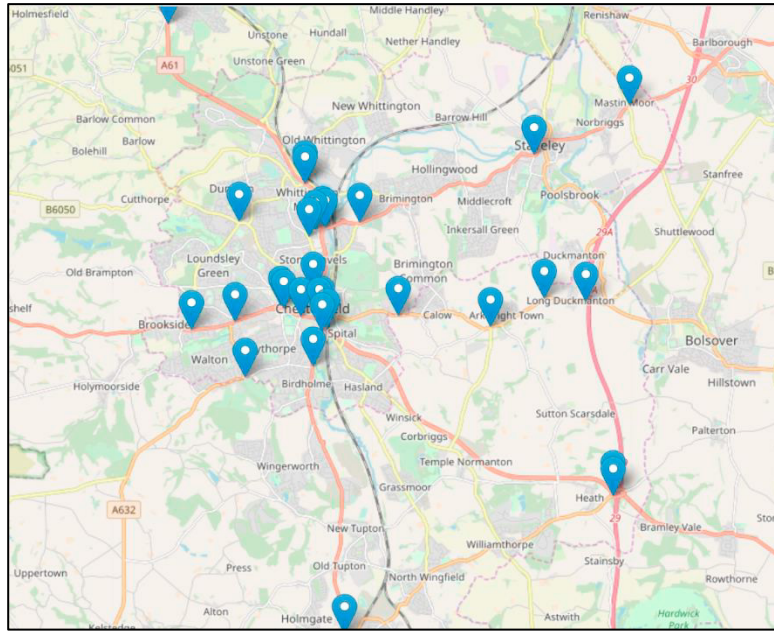 Holmesfield
Middle Handley
Renishaw
Unstone
Hundall
Nether Handley
Barlborough
6051
A61
Unstone Green
30
New Whittington
Mastin Moor
Barlow Common
Barrow Hill
Norbriggs
Barlow
Old Whittington
Bolehill
Staveley
Stanfree
Hollingwood
Cutthorpe
Brimington
Poolsbrook
Middlecroft
B6050
29A
Shuttlewood
Inkersall Green
Duckmanton
Loundsley
Green
Old Brampton
Brimington
Common
Long Duckmanton
Brookside
Calow
Spital
Bolsover
Walton
Carr Vale
Holymoorside
Birdholme
Hasland
Hillstown
Winsick
Sutton Scarsdale
Corbriggs
Palterton
Wingerworth
Temple Normanton
Grassmoor
Heath
A632
29
Bramley Vale
New Tupton
Williamthorpe
Stainsby
Uppertown
Press
Old Tupton
North Wingfield
Rowthorne
Alton
Holmgate
Astwith
Hardwick
Park